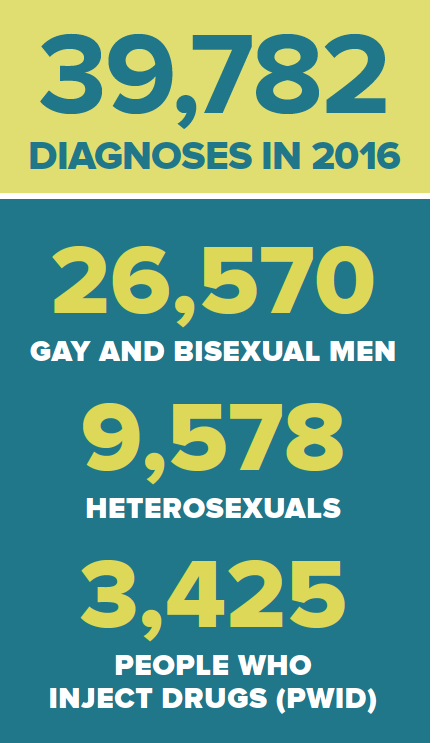 39,782
DIAGNOSES IN 2016
26,570
GAY AND BISEXUAL MEN
9,578
HETEROSEXUALS
3,425
PEOPLE WHO
INJECT DRUGS (PWID)